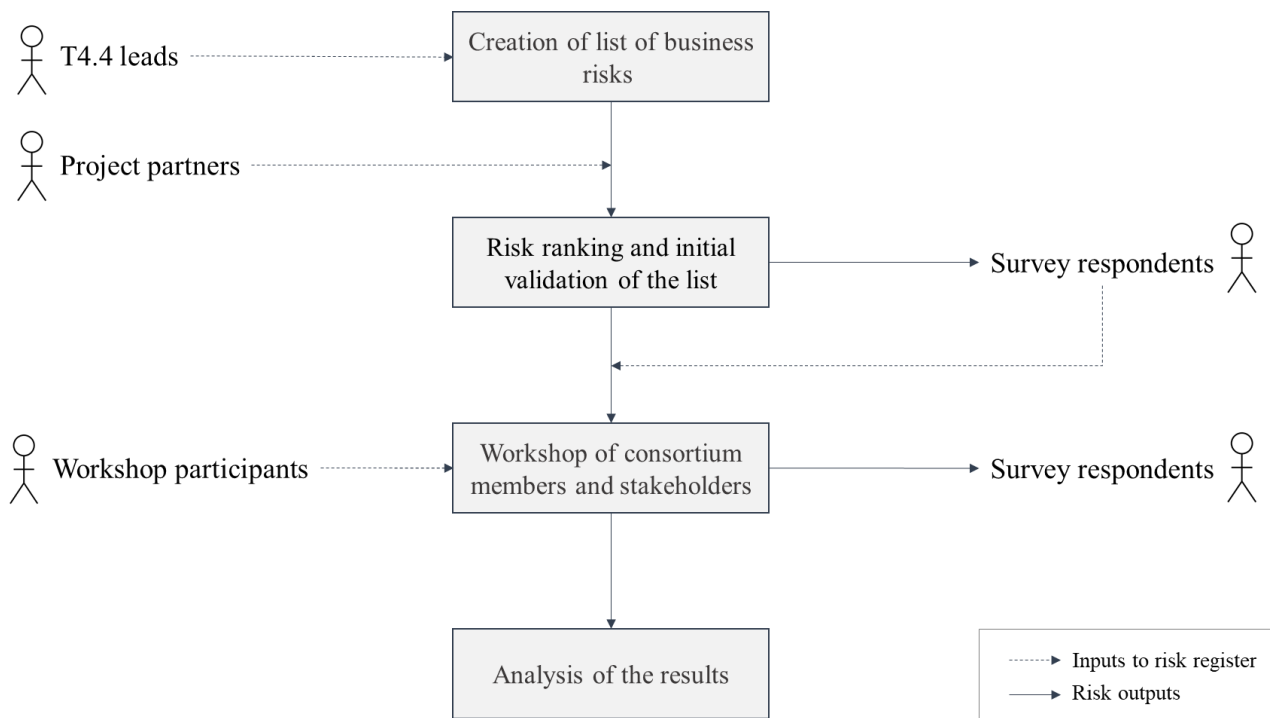 T4.4 leads
Creation of list of business
risks
Project partners
Risk ranking and initial
validation of the list
Survey respondents
Workshop participants
Workshop of consortium
members and stakeholders
Survey respondents
Analysis of the results
Inputs to risk register
Risk outputs